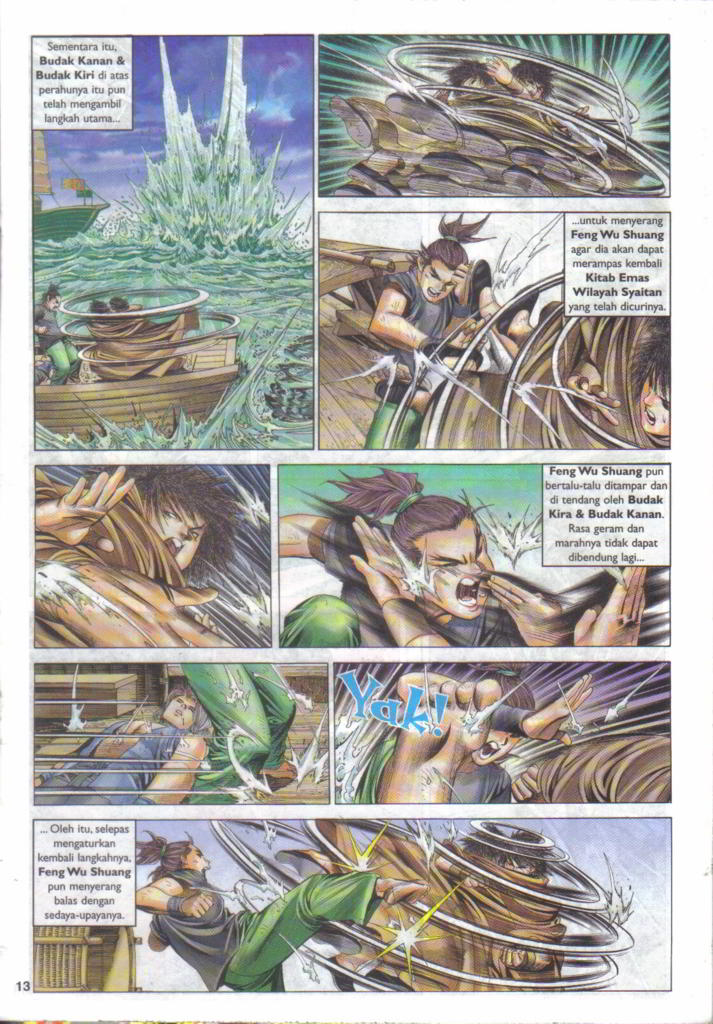 Sementara itu,
Budak Kanan &
Budak Kiri di atas
perahunya itu pun
telah mengambil
langkah utama...
...untuk menyerang
Feng Wu Shuang
agar dia akan dapat
merampas kembali
Kitab Emas
Wilayah Syaitan
yang telah dicurinya.
Feng Wu Shuang pun
bertalu-talu ditampar dan
di tendang oleh Budak
Kira & Budak Kanan.
Rasa geram dan
marahnya tidak dapat
dibendung lagi...
Yak!
... Oleh itu, selepas
mengaturkan
kembali langkahnya,
Feng Wu Shuang
pun menyerang
balas dengan
sedaya-upayanya.
13